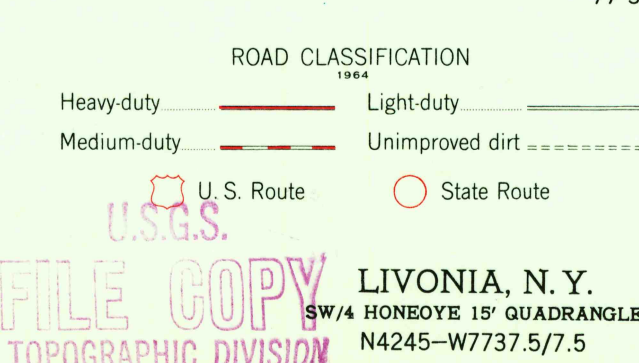 ROAD CLASSIFICATION
1964
Heavy-duty Light-duty
Medium-duty Unimproved dirt
U. S. Route State Route
U.S.G.S.
FILE COPY
TOPOGRAPHIC DIVISION
LIVONIA, N. Y.
SW/4 HONEOYE 15′ QUADRANGLE
N4245–W7737.5/7.5